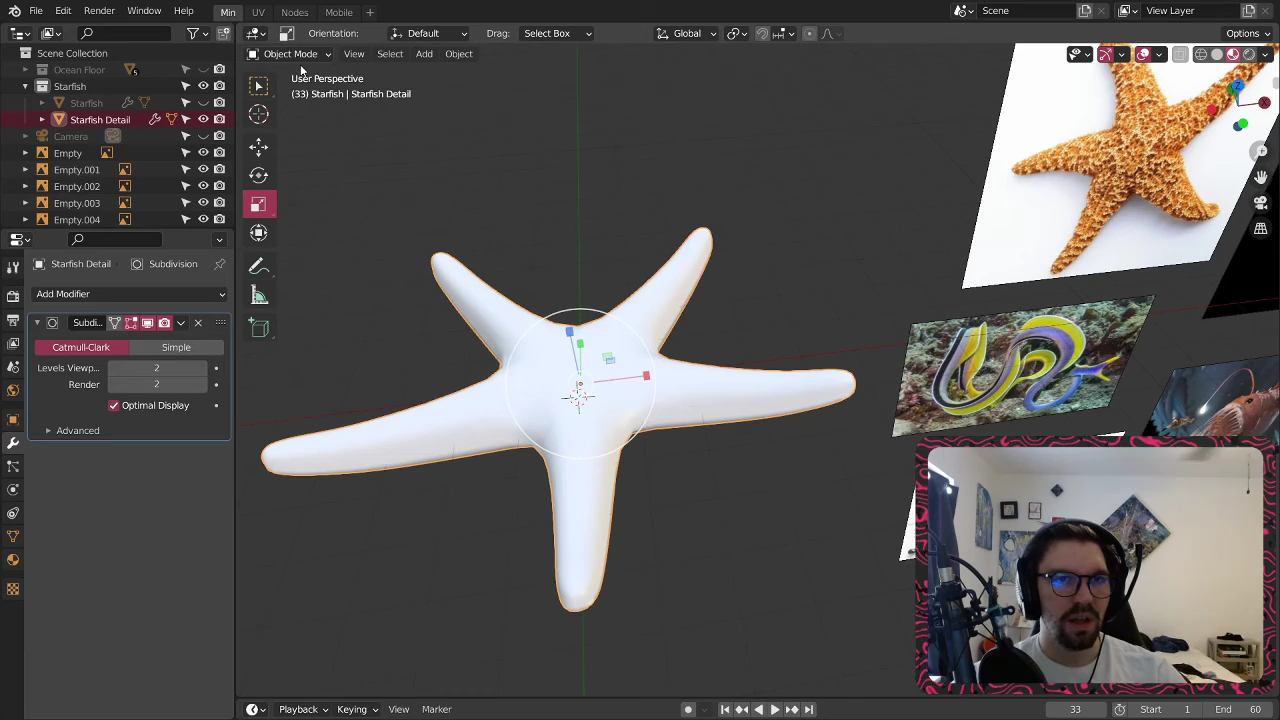 File Edit Render Window Help
Min UV Nodes Mobile +
Scene
View Layer
Orientation: Default Drag: Select Box
Global
Options
Object Mode View Select Add Object
Scene Collection
Ocean Floor 5
Starfish
Starfish
Starfish Detail
Camera
Empty
Empty.001
Empty.002
Empty.003
Empty.004
User Perspective
(33) Starfish | Starfish Detail
Z
X
Starfish Detail Subdivision
Add Modifier
Subdi...
Catmull-Clark Simple
Levels Viewp... 2
Render 2
Optimal Display
Advanced
Playback Keying View Marker
33 Start 1 End 60